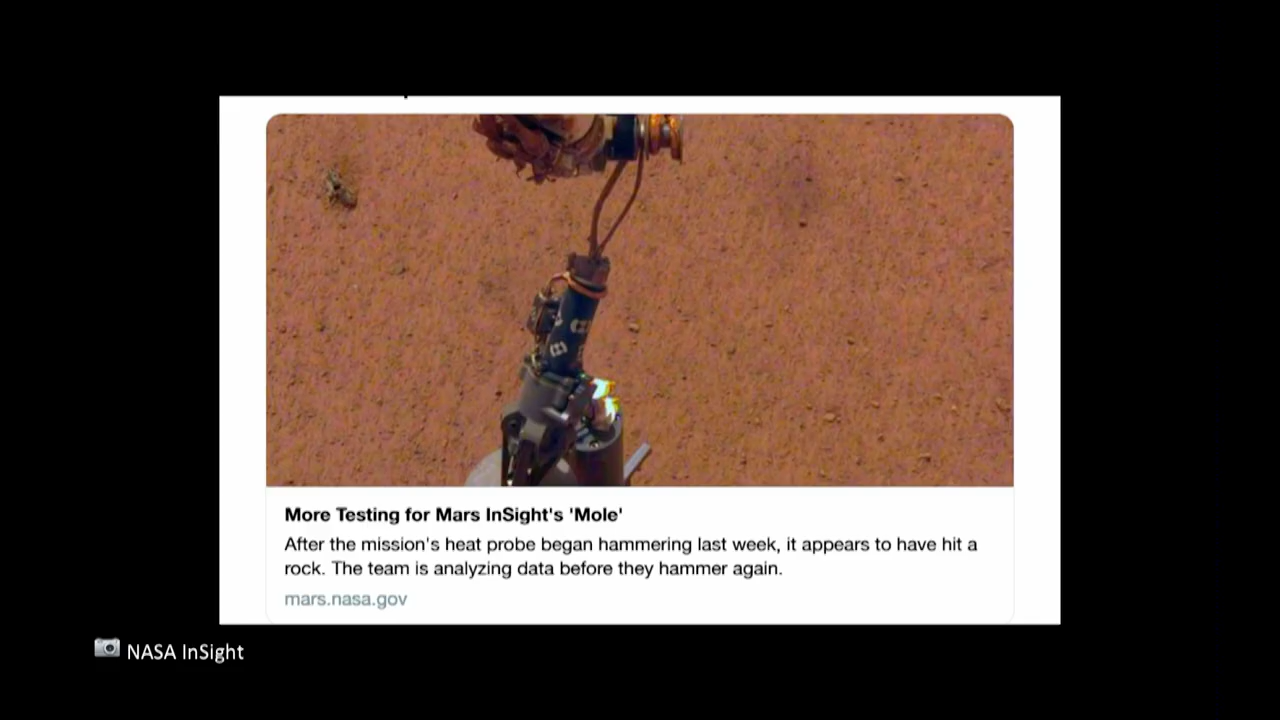 More Testing for Mars InSight's 'Mole'
After the mission's heat probe began hammering last week, it appears to have hit a
rock. The team is analyzing data before they hammer again.
mars.nasa.gov
NASA InSight